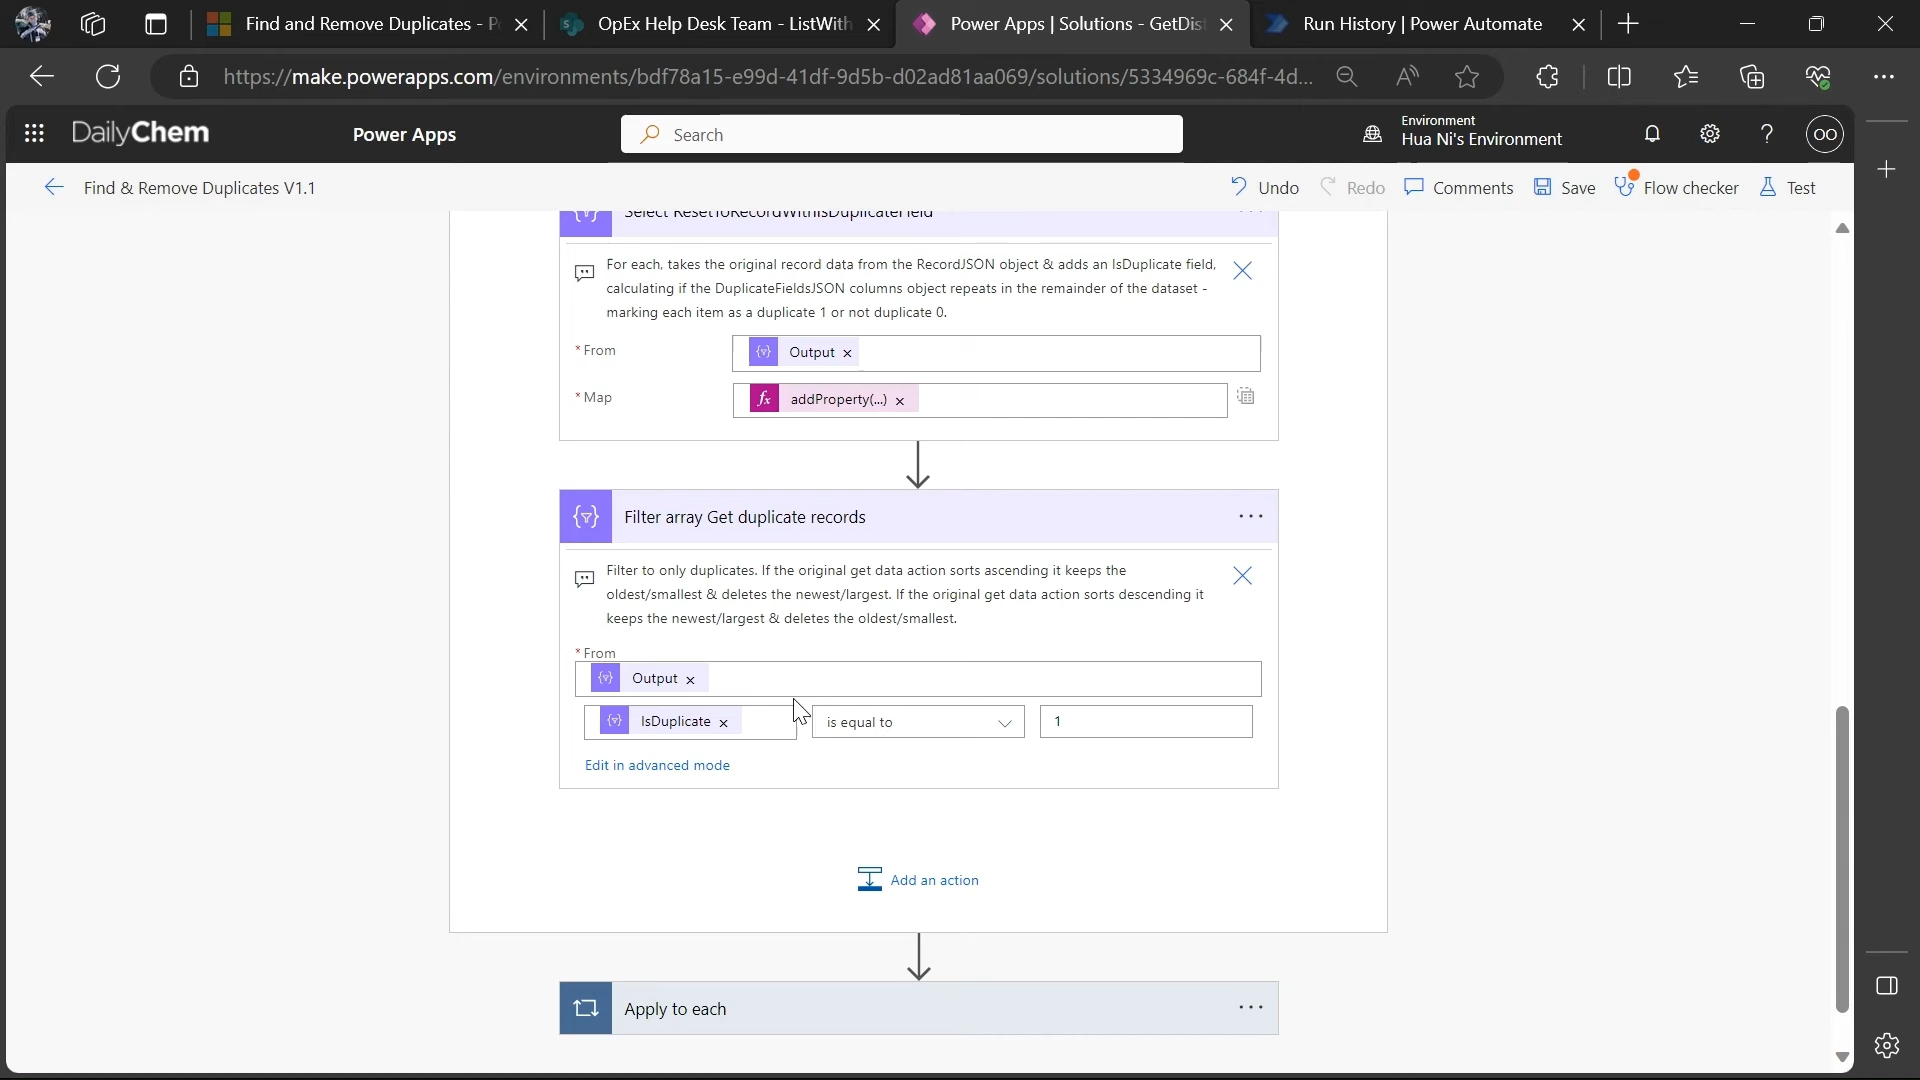 Find and Remove Duplicates - P
OpEx Help Desk Team - ListWith
Power Apps | Solutions - GetDist
Run History | Power Automate
https://make.powerapps.com/environments/bdf78a15-e99d-41df-9d5b-d02ad81aa069/solutions/5334969c-684f-4d...
DailyChem
Power Apps
Search
Environment
Hua Ni's Environment
OO
Find & Remove Duplicates V1.1
Undo
Redo
Comments
Save
Flow checker
Test
Select ResetToRecordWithIsDuplicateField
For each, takes the original record data from the RecordJSON object & adds an IsDuplicate field,
calculating if the DuplicateFieldsJSON columns object repeats in the remainder of the dataset -
marking each item as a duplicate 1 or not duplicate 0.
* From
Output
* Map
fx addProperty(...)
Filter array Get duplicate records
Filter to only duplicates. If the original get data action sorts ascending it keeps the
oldest/smallest & deletes the newest/largest. If the original get data action sorts descending it
keeps the newest/largest & deletes the oldest/smallest.
* From
Output
IsDuplicate
is equal to
1
Edit in advanced mode
Add an action
Apply to each